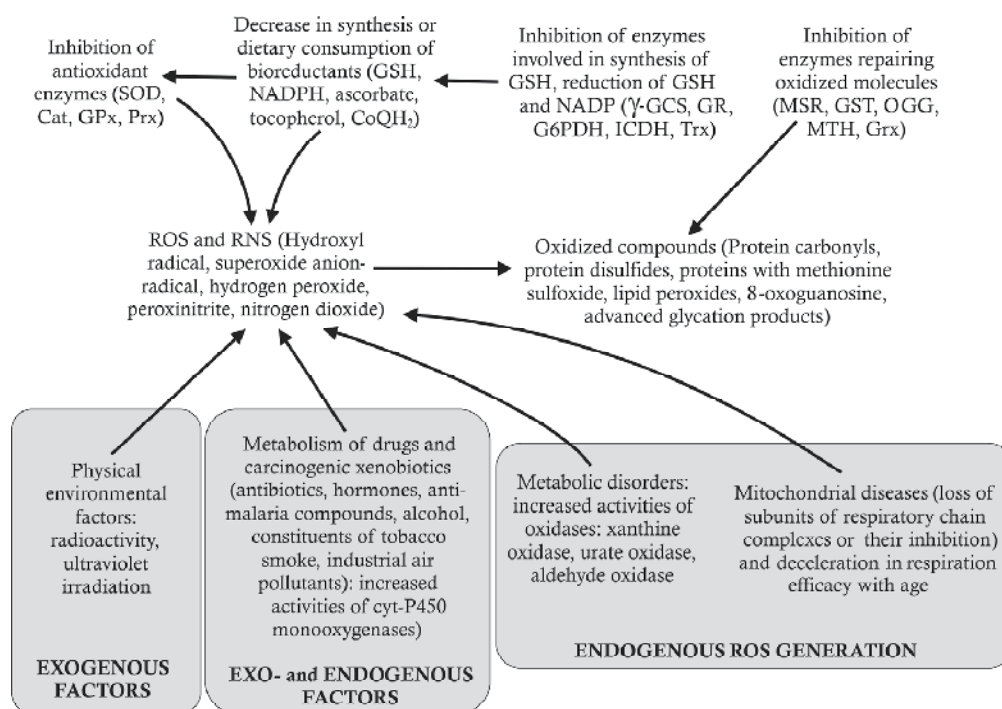 Inhibition of
antioxidant
enzymes (SOD,
Cat, GPx, Prx)
Decrease in synthesis or
dietary consumption of
bioreductants (GSH,
NADPH, ascorbate,
tocopherol, CoQH₂)
Inhibition of enzymes
involved in synthesis of
GSH, reduction of GSH
and NADP (γ-GCS, GR,
G6PDH, ICDH, Trx)
Inhibition of
enzymes repairing
oxidized molecules
(MSR, GST, OGG,
MTH, Grx)
ROS and RNS (Hydroxyl
radical, superoxide anion-
radical, hydrogen peroxide,
peroxinitrite, nitrogen dioxide)
Oxidized compounds (Protein carbonyls,
protein disulfides, proteins with methionine
sulfoxide, lipid peroxides, 8-oxoguanosine,
advanced glycation products)
Physical
environmental
factors:
radioactivity,
ultraviolet
irradiation
EXOGENOUS
FACTORS
Metabolism of drugs and
carcinogenic xenobiotics
(antibiotics, hormones, anti-
malaria compounds, alcohol,
constituents of tobacco
smoke, industrial air
pollutants): increased
activities of cyt-P450
monooxygenases)
EXO- and ENDOGENOUS
FACTORS
Metabolic disorders:
increased activities of
oxidases: xanthine
oxidase, urate oxidase,
aldehyde oxidase
Mitochondrial diseases (loss of
subunits of respiratory chain
complexes or their inhibition)
and deceleration in respiration
efficacy with age
ENDOGENOUS ROS GENERATION